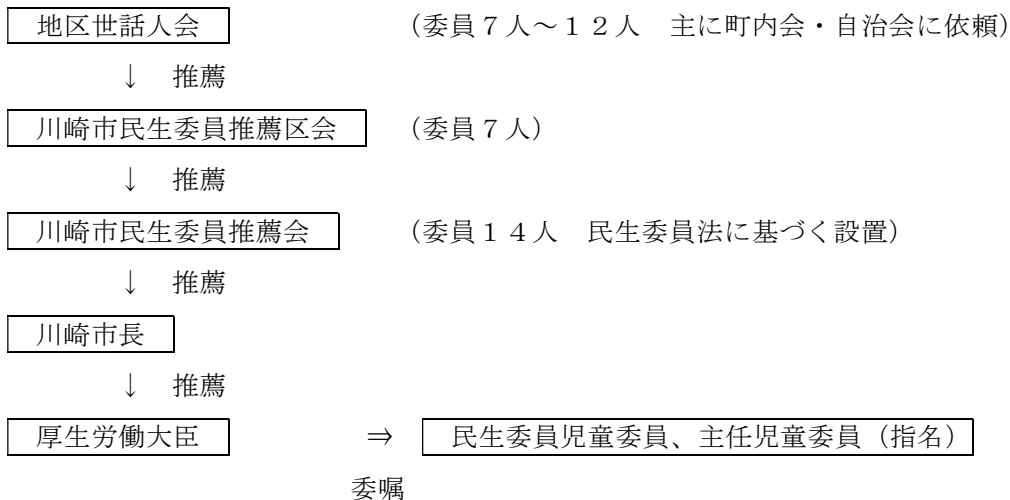 地区世話人会 （委員７人～１２人　主に町内会・自治会に依頼）
↓　推薦
川崎市民生委員推薦区会 （委員７人）
↓　推薦
川崎市民生委員推薦会 （委員１４人　民生委員法に基づく設置）
↓　推薦
川崎市長
↓　推薦
厚生労働大臣 ⇒ 民生委員児童委員、主任児童委員（指名）
委嘱